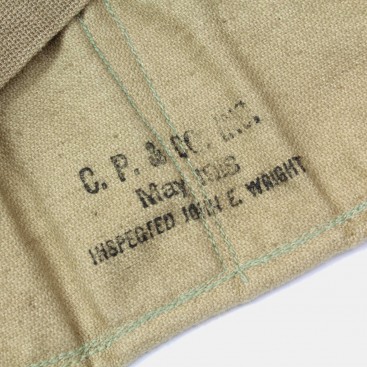 C. P. & CO. INC.
May 1918
INSPECTED JOHN E. WRIGHT